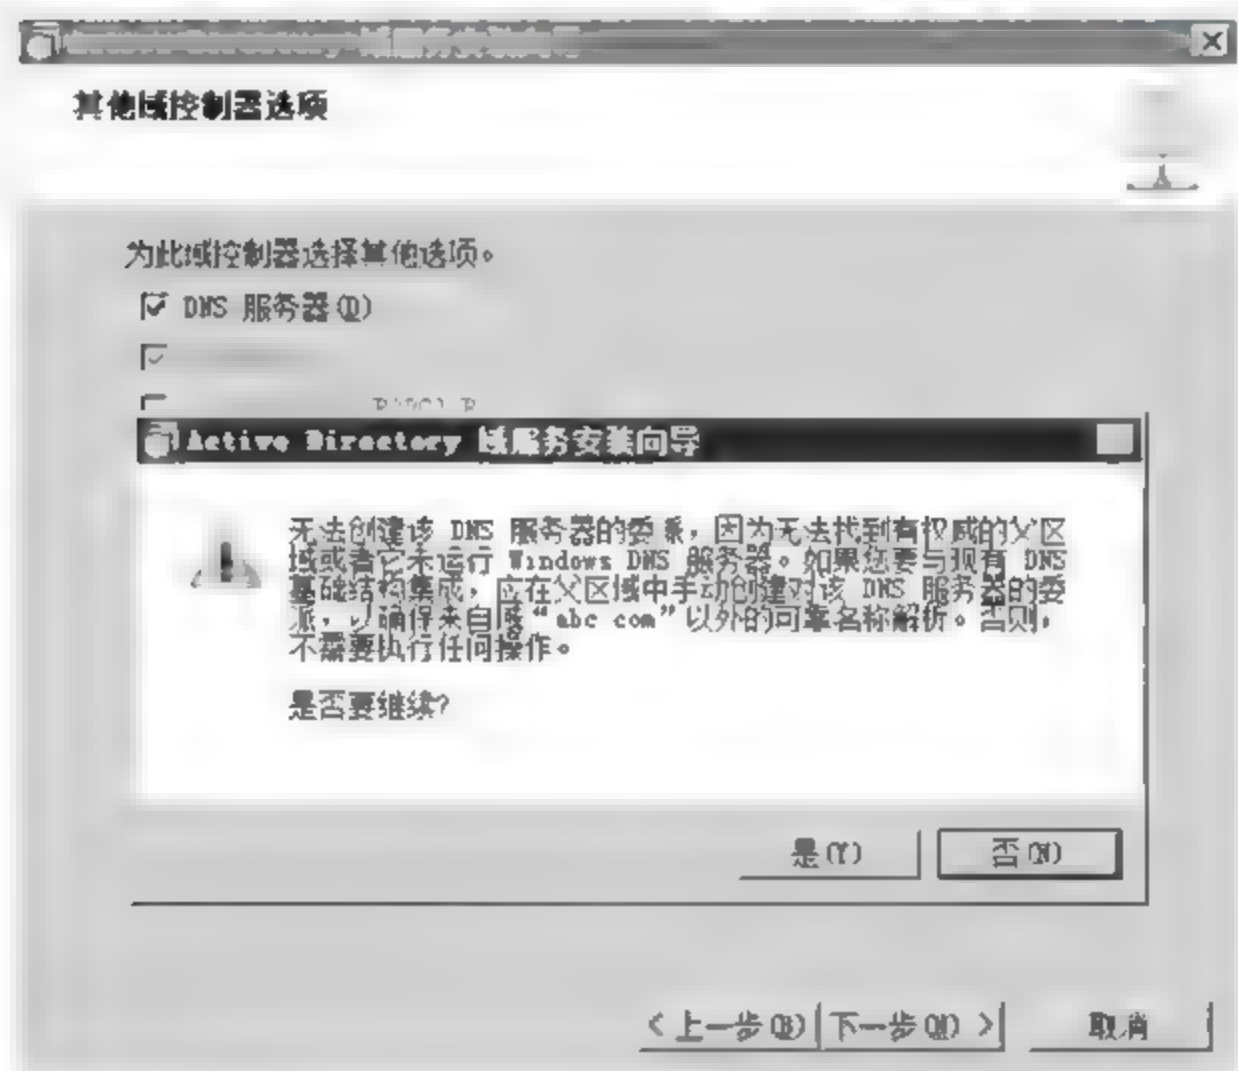 其他域控制器选项
为此域控制器选择其他选项。
DNS 服务器(D)
Active Directory 域服务安装向导
无法创建该 DNS 服务器的委派，因为无法找到有权威的父区
域或者它未运行 Windows DNS 服务器。如果您要与现有 DNS
基础结构集成，应在父区域中手动创建对该 DNS 服务器的委
派，以确保来自域“abc.com”以外的可靠名称解析。否则，
不需要执行任何操作。
是否要继续?
是(Y) 否(N)
< 上一步(B) 下一步(N) > 取消